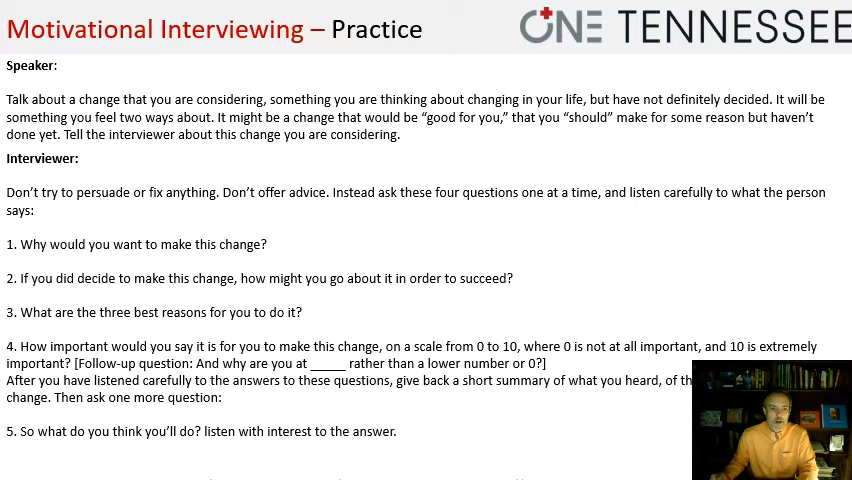 Motivational Interviewing – Practice
ONE TENNESSEE
Speaker:
Talk about a change that you are considering, something you are thinking about changing in your life, but have not definitely decided. It will be
something you feel two ways about. It might be a change that would be “good for you,” that you “should” make for some reason but haven’t
done yet. Tell the interviewer about this change you are considering.
Interviewer:
Don’t try to persuade or fix anything. Don’t offer advice. Instead ask these four questions one at a time, and listen carefully to what the person
says:
1. Why would you want to make this change?
2. If you did decide to make this change, how might you go about it in order to succeed?
3. What are the three best reasons for you to do it?
4. How important would you say it is for you to make this change, on a scale from 0 to 10, where 0 is not at all important, and 10 is extremely
important? [Follow-up question: And why are you at _____ rather than a lower number or 0?]
After you have listened carefully to the answers to these questions, give back a short summary of what you heard, of
change. Then ask one more question:
5. So what do you think you’ll do? listen with interest to the answer.